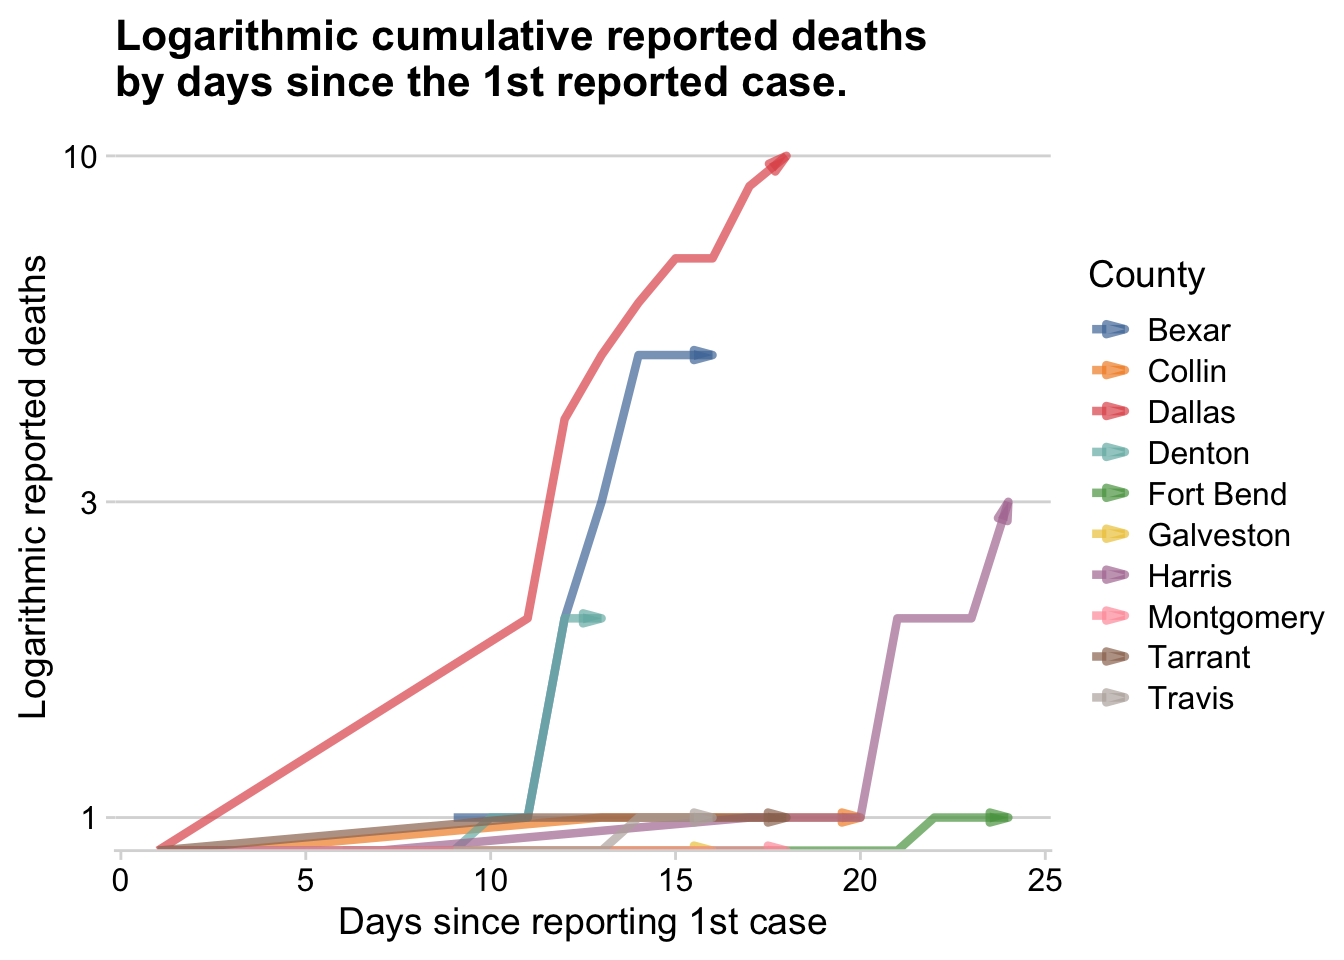 Logarithmic cumulative reported deaths
by days since the 1st reported case.
Logarithmic reported deaths
10
3
1
0 5 10 15 20 25
Days since reporting 1st case
County
Bexar
Collin
Dallas
Denton
Fort Bend
Galveston
Harris
Montgomery
Tarrant
Travis